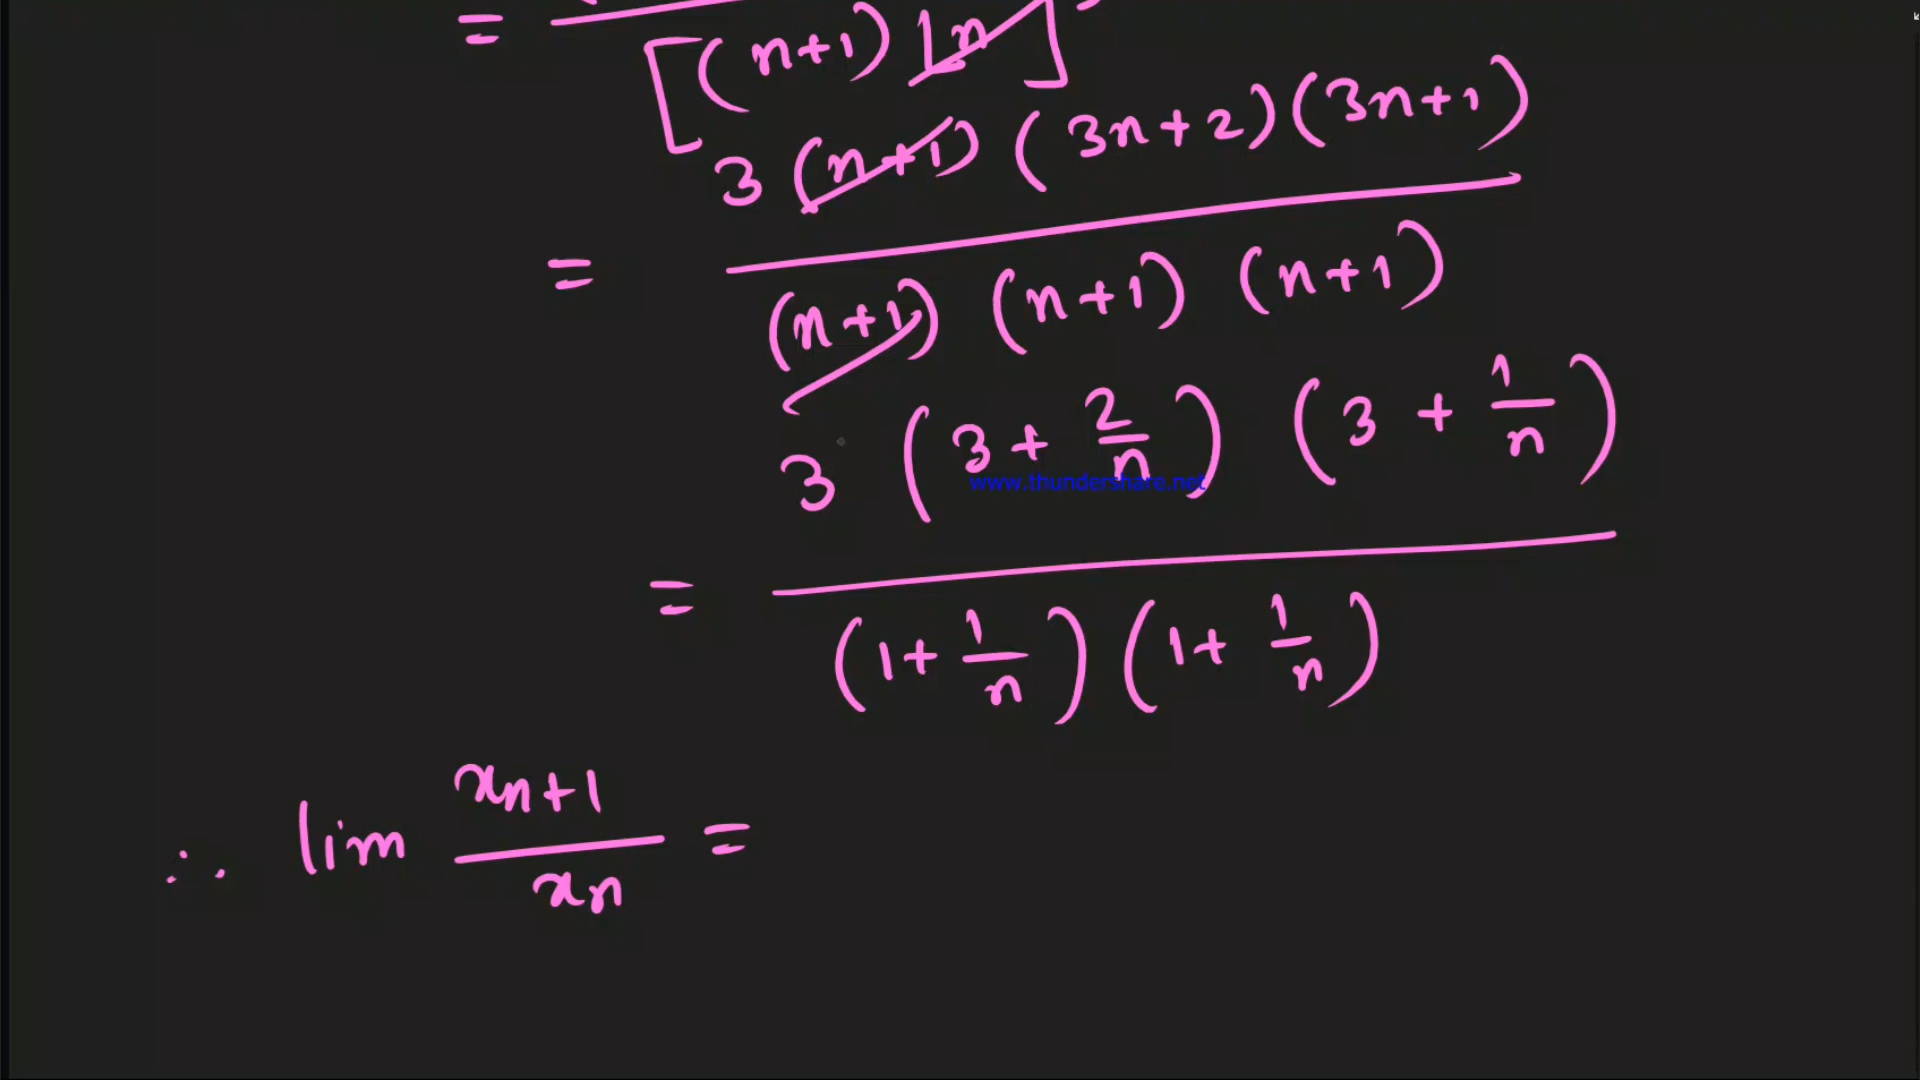 =
[(n+1) ⌊n]
= 3 (n+1) (3n+2)(3n+1) / (n+1) (n+1) (n+1)
= 3 (3 + 2/n) (3 + 1/n) / (1 + 1/n) (1 + 1/n)
www.thundershare.net
∴ lim xn+1 / xn =